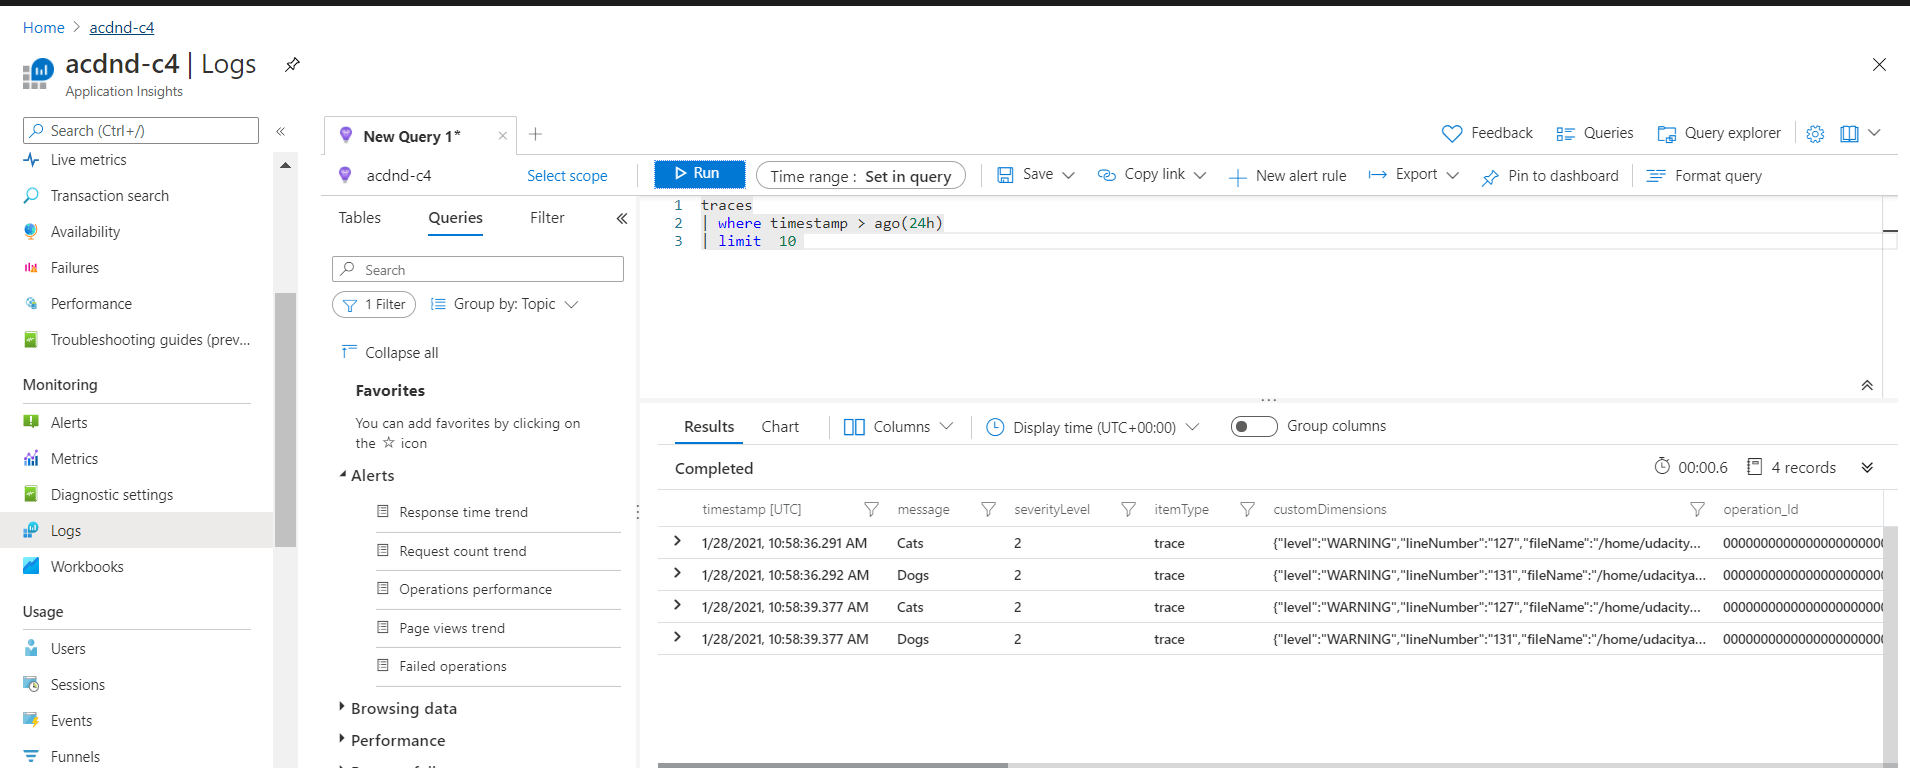 Home > acdnd-c4
acdnd-c4 | Logs
Application Insights
Search (Ctrl+/)
«
Live metrics
Transaction search
Availability
Failures
Performance
Troubleshooting guides (prev...
Monitoring
Alerts
Metrics
Diagnostic settings
Logs
Workbooks
Usage
Users
Sessions
Events
Funnels
New Query 1*
Feedback
Queries
Query explorer
acdnd-c4
Select scope
Run
Time range : Set in query
Save
Copy link
New alert rule
Export
Pin to dashboard
Format query
Tables
Queries
Filter
«
Search
1 Filter
Group by: Topic
Collapse all
Favorites
You can add favorites by clicking on
the ☆ icon
Alerts
Response time trend
Request count trend
Operations performance
Page views trend
Failed operations
Browsing data
Performance
1 traces
2 | where timestamp > ago(24h)
3 | limit  10
Results
Chart
Columns
Display time (UTC+00:00)
Group columns
Completed
00:00.6
4 records
timestamp [UTC] message severityLevel itemType customDimensions operation_Id
1/28/2021, 10:58:36.291 AM Cats 2 trace {"level":"WARNING","lineNumber":"127","fileName":"/home/udacity... 0000000000000000000000
1/28/2021, 10:58:36.292 AM Dogs 2 trace {"level":"WARNING","lineNumber":"131","fileName":"/home/udacitya... 0000000000000000000000
1/28/2021, 10:58:39.377 AM Cats 2 trace {"level":"WARNING","lineNumber":"127","fileName":"/home/udacity... 0000000000000000000000
1/28/2021, 10:58:39.377 AM Dogs 2 trace {"level":"WARNING","lineNumber":"131","fileName":"/home/udacitya... 0000000000000000000000